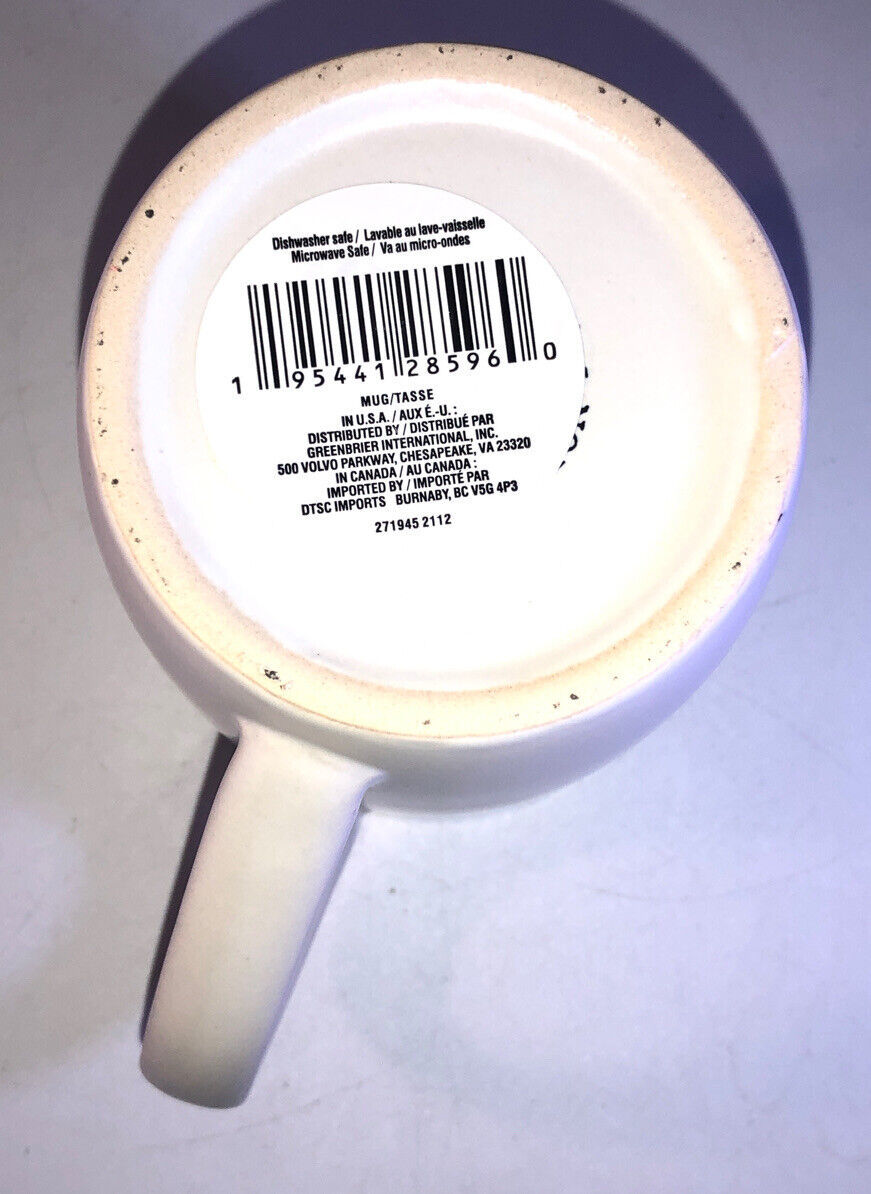 Dishwasher safe / Lavable au lave-vaisselle
Microwave Safe / Va au micro-ondes
1 95441 28596 0
MUG/TASSE
IN U.S.A. / AUX É.-U. :
DISTRIBUTED BY / DISTRIBUÉ PAR
GREENBRIER INTERNATIONAL, INC.
500 VOLVO PARKWAY, CHESAPEAKE, VA 23320
IN CANADA / AU CANADA :
IMPORTED BY / IMPORTÉ PAR
DTSC IMPORTS BURNABY, BC V5G 4P3
271945 2112